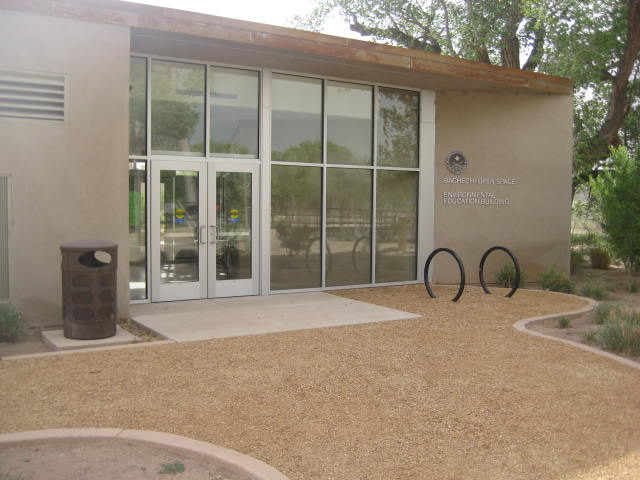 BACHECHI OPEN SPACE
ENVIRONMENTAL
EDUCATION BUILDING